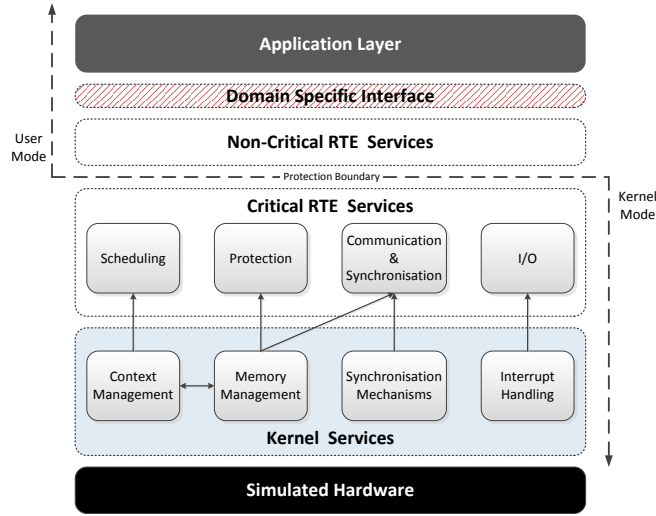 Application Layer
Domain Specific Interface
User
Mode
Non-Critical RTE Services
Protection Boundary
Kernel
Mode
Critical RTE Services
Scheduling
Protection
Communication
&
Synchronisation
I/O
Context
Management
Memory
Management
Synchronisation
Mechanisms
Interrupt
Handling
Kernel Services
Simulated Hardware